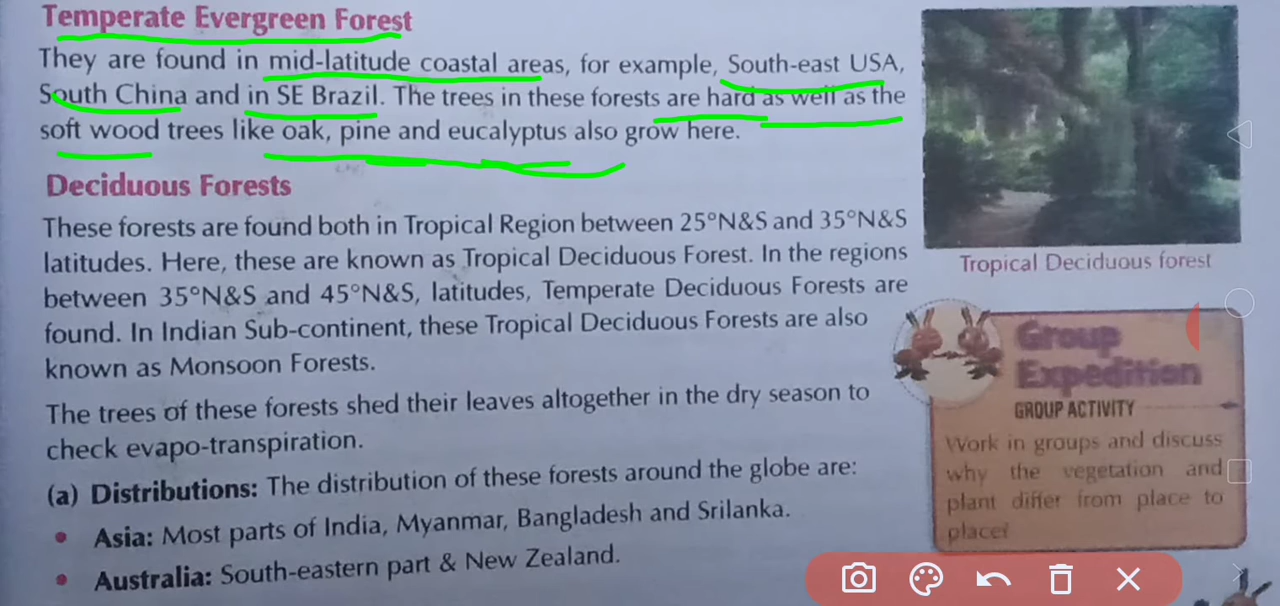 Temperate Evergreen Forest
They are found in mid-latitude coastal areas, for example, South-east USA,
South China and in SE Brazil. The trees in these forests are hard as well as the
soft wood trees like oak, pine and eucalyptus also grow here.
Deciduous Forests
These forests are found both in Tropical Region between 25°N&S and 35°N&S
latitudes. Here, these are known as Tropical Deciduous Forest. In the regions
between 35°N&S and 45°N&S, latitudes, Temperate Deciduous Forests are
found. In Indian Sub-continent, these Tropical Deciduous Forests are also
known as Monsoon Forests.
The trees of these forests shed their leaves altogether in the dry season to
check evapo-transpiration.
(a) Distributions: The distribution of these forests around the globe are:
• Asia: Most parts of India, Myanmar, Bangladesh and Srilanka.
• Australia: South-eastern part & New Zealand.
Tropical Deciduous forest
Group
Expedition
GROUP ACTIVITY
Work in groups and discuss
why the vegetation and
plant differ from place to
place?